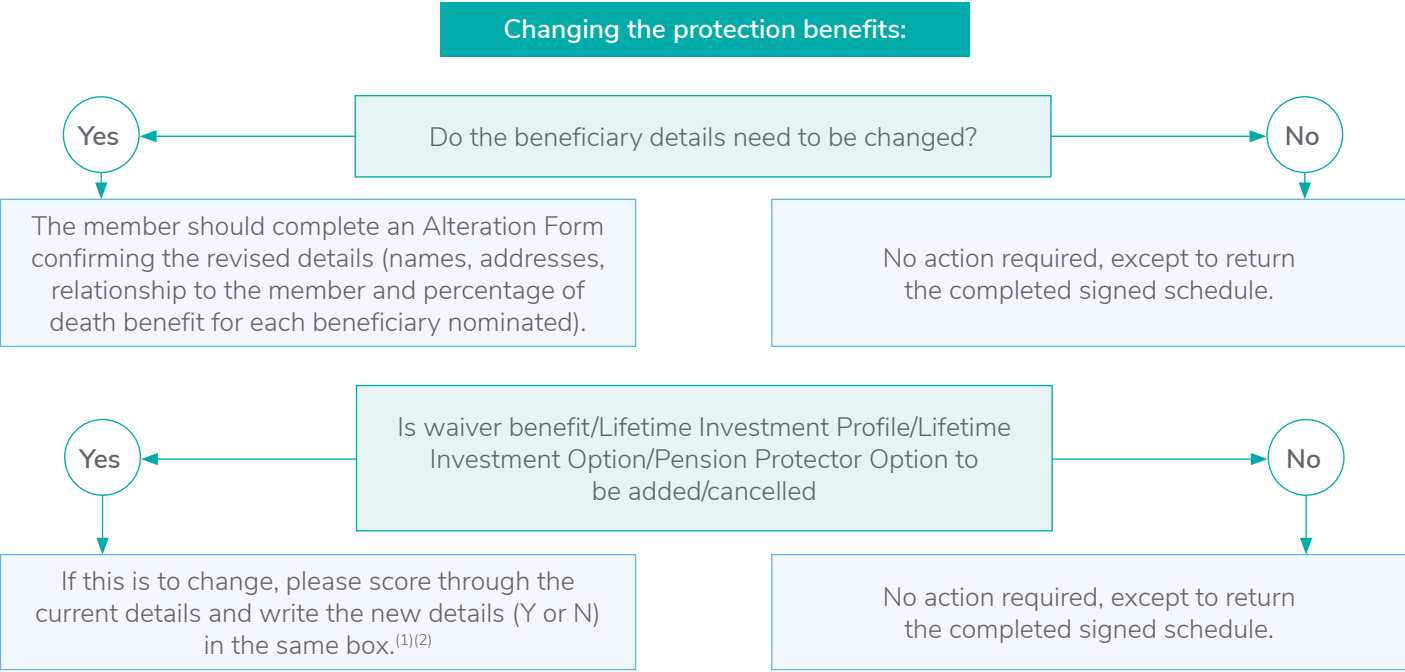 Changing the protection benefits:
Do the beneficiary details need to be changed?
Yes
No
The member should complete an Alteration Form
confirming the revised details (names, addresses,
relationship to the member and percentage of
death benefit for each beneficiary nominated).
No action required, except to return
the completed signed schedule.
Is waiver benefit/Lifetime Investment Profile/Lifetime
Investment Option/Pension Protector Option to
be added/cancelled
Yes
No
If this is to change, please score through the
current details and write the new details (Y or N)
in the same box.(1)(2)
No action required, except to return
the completed signed schedule.